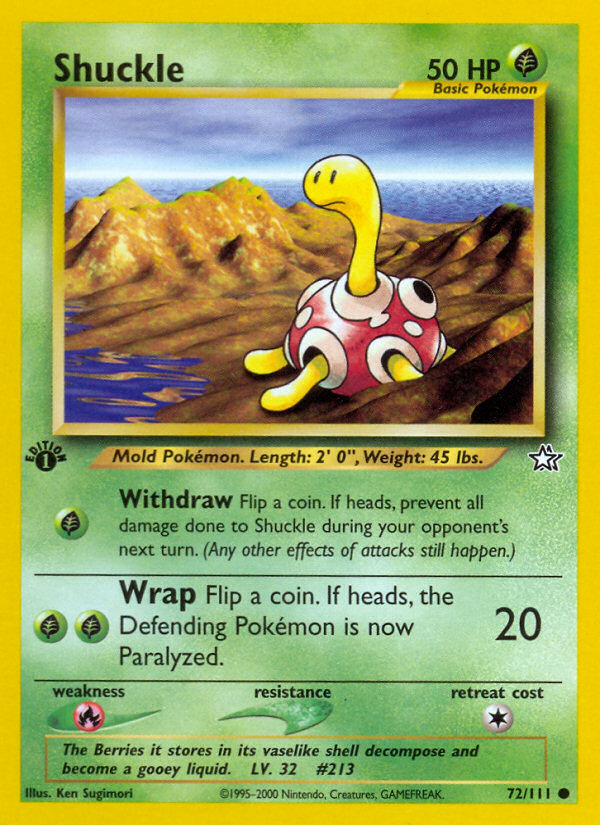 Shuckle
50 HP
Basic Pokémon
EDITION
1
Mold Pokémon. Length: 2' 0", Weight: 45 lbs.
Withdraw Flip a coin. If heads, prevent all
damage done to Shuckle during your opponent's
next turn. (Any other effects of attacks still happen.)
Wrap Flip a coin. If heads, the
Defending Pokémon is now
Paralyzed.
20
weakness resistance retreat cost
The Berries it stores in its vaselike shell decompose and
become a gooey liquid. LV. 32 #213
Illus. Ken Sugimori ©1995-2000 Nintendo, Creatures, GAMEFREAK. 72/111